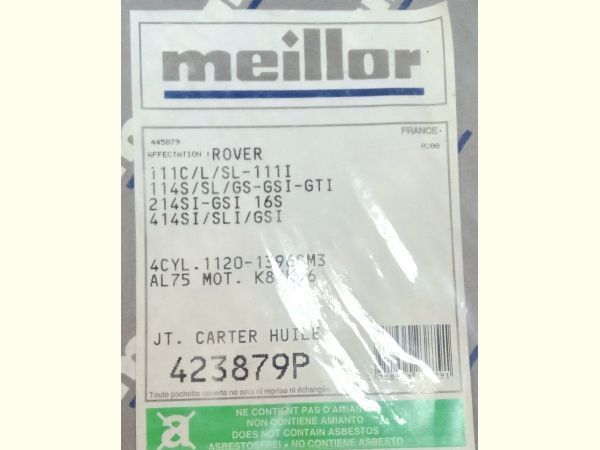 meillor
FRANCE-
0200
445879
AFFECTATION : ROVER
111C/L/SL-111I
114S/SL/GS-GSI-GTI
214SI-GSI 16S
414SI/SLI/GSI
4CYL. 1120-1396CM3
AL75 MOT.
JT. CARTER HUILE
423879P
Toute pochette ouverte ne sera ni reprise ni échangée
a
NE CONTIENT PAS D'AMIANTE
NON CONTIENE AMIANTO
DOES NOT CONTAIN ASBESTOS
ASBESTOSFREI • NO CONTIENE ASBESTO